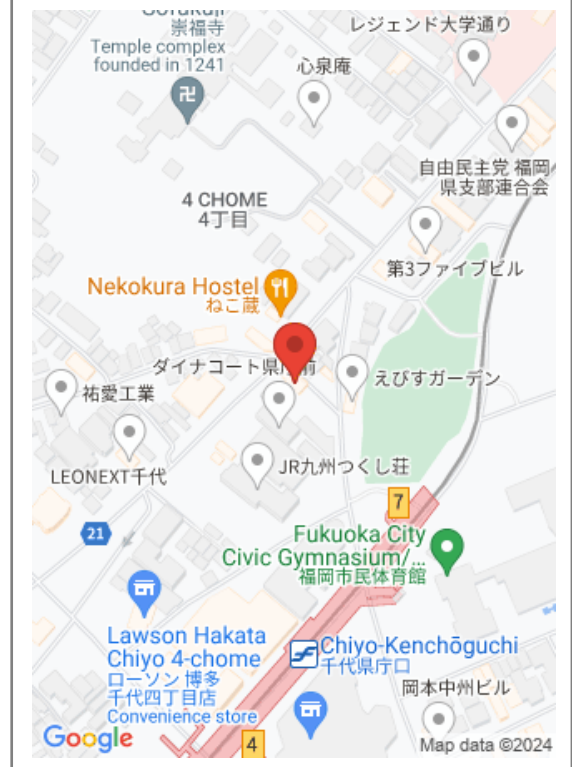 Sofukuji
崇福寺
Temple complex
founded in 1241
レジェンド大学通り
心泉庵
自由民主党 福岡
県支部連合会
4 CHOME
4丁目
第3ファイブビル
Nekokura Hostel
ねこ蔵
ダイナコート県庁前
えびすガーデン
祐愛工業
LEONEXT千代
JR九州つくし荘
7
21
Fukuoka City
Civic Gymnasium/...
福岡市民体育館
Lawson Hakata
Chiyo 4-chome
ローソン 博多
千代四丁目店
Convenience store
Chiyo-Kenchōguchi
千代県庁口
岡本中州ビル
4
Google
Map data ©2024